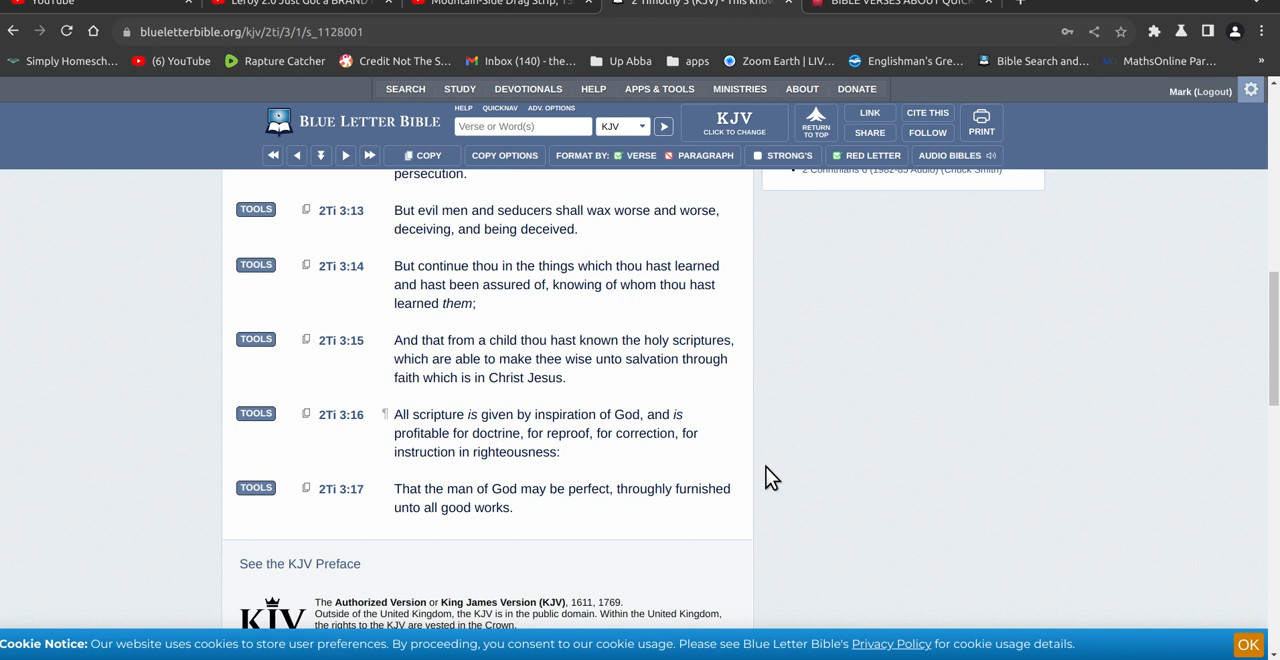 YouTube
Leroy 2.0 Just Got a BRAND
Mountain-Side Drag Strip, 15
2 Timothy 3 (KJV) - This know
BIBLE VERSES ABOUT QUICK
blueletterbible.org/kjv/2ti/3/1/s_1128001
Simply Homesch... (6) YouTube Rapture Catcher Credit Not The S... Inbox (140) - the... Up Abba apps Zoom Earth | LIV... Englishman's Gre... Bible Search and... MathsOnline Par... »
SEARCH STUDY DEVOTIONALS HELP APPS & TOOLS MINISTRIES ABOUT DONATE
Mark (Logout)
BLUE LETTER BIBLE
HELP QUICKNAV ADV. OPTIONS
Verse or Word(s) KJV
KJV
CLICK TO CHANGE
RETURN
TO TOP
LINK CITE THIS
SHARE FOLLOW
PRINT
COPY COPY OPTIONS FORMAT BY: VERSE PARAGRAPH STRONG'S RED LETTER AUDIO BIBLES
2 Corinthians 6 (1982-85 Audio) (Chuck Smith)
persecution.
TOOLS 2Ti 3:13 But evil men and seducers shall wax worse and worse,
deceiving, and being deceived.
TOOLS 2Ti 3:14 But continue thou in the things which thou hast learned
and hast been assured of, knowing of whom thou hast
learned them;
TOOLS 2Ti 3:15 And that from a child thou hast known the holy scriptures,
which are able to make thee wise unto salvation through
faith which is in Christ Jesus.
TOOLS 2Ti 3:16 ¶ All scripture is given by inspiration of God, and is
profitable for doctrine, for reproof, for correction, for
instruction in righteousness:
TOOLS 2Ti 3:17 That the man of God may be perfect, throughly furnished
unto all good works.
See the KJV Preface
KJV
The Authorized Version or King James Version (KJV), 1611, 1769.
Outside of the United Kingdom, the KJV is in the public domain. Within the United Kingdom,
the rights to the KJV are vested in the Crown.
Cookie Notice: Our website uses cookies to store user preferences. By proceeding, you consent to our cookie usage. Please see Blue Letter Bible's Privacy Policy for cookie usage details.
OK